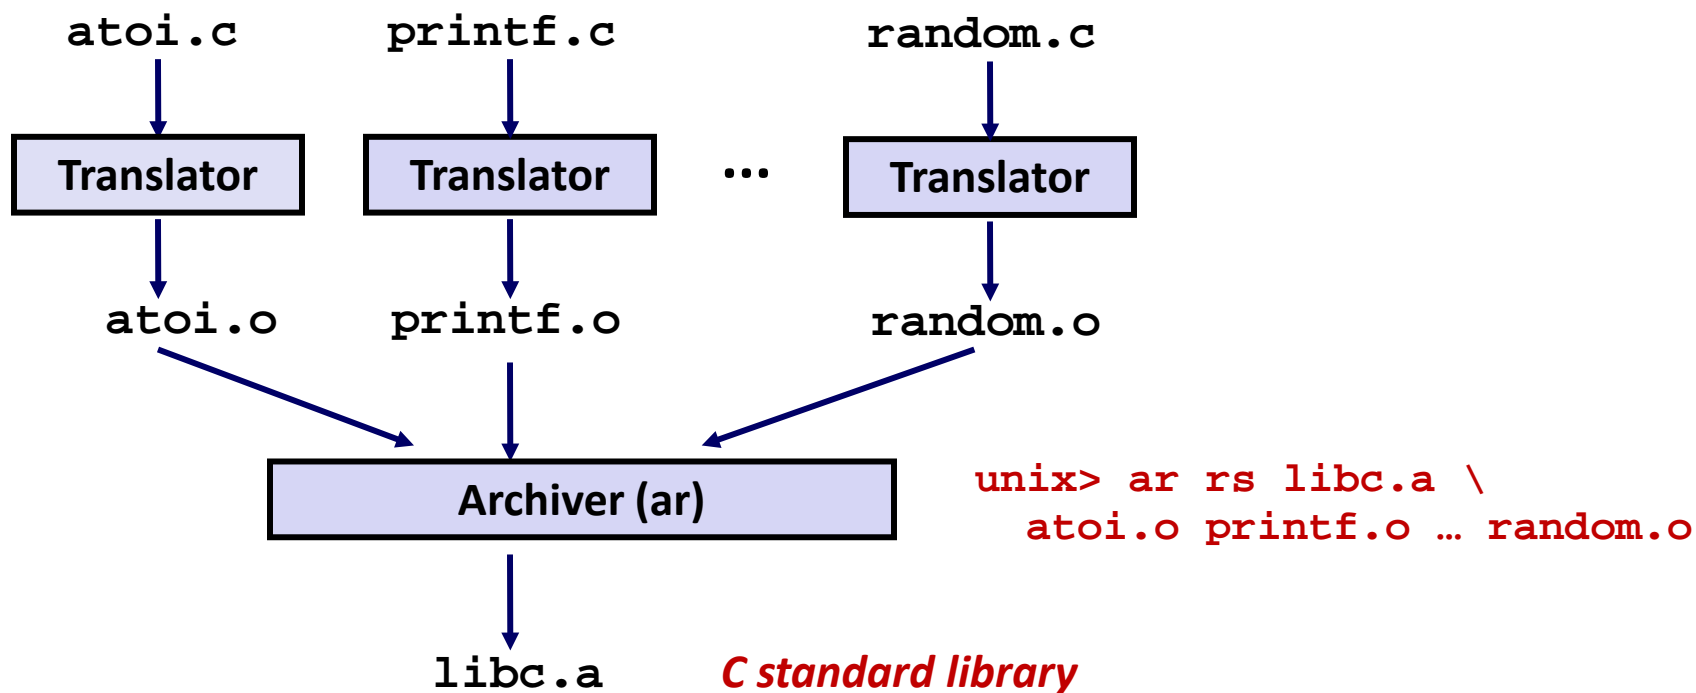 atoi.c printf.c random.c
Translator Translator ... Translator
atoi.o printf.o random.o
Archiver (ar)
unix> ar rs libc.a \
atoi.o printf.o … random.o
libc.a C standard library